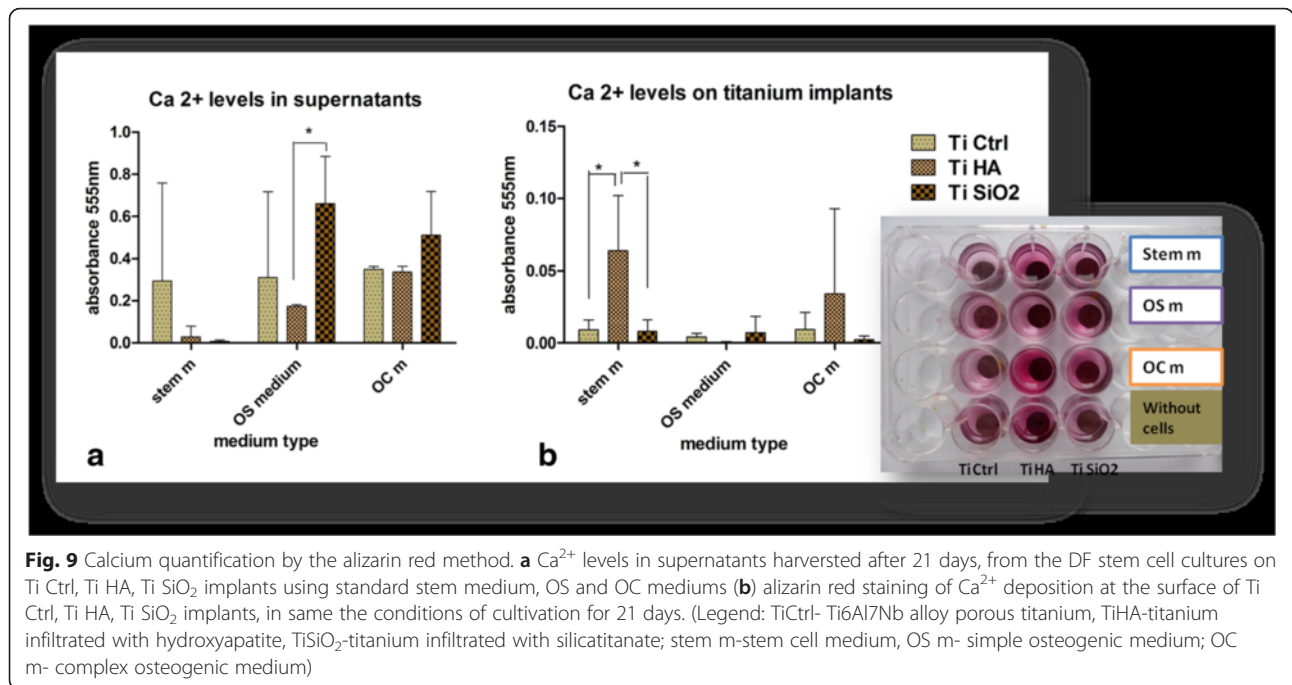 Ca 2+ levels in supernatants
absorbance 555nm
1.0
0.8
0.6
0.4
0.2
0.0
*
stem m
OS medium
OC m
medium type
a
Ca 2+ levels on titanium implants
absorbance 555nm
0.15
0.10
0.05
0.00
*
*
stem m
OS medium
OC m
medium type
b
Ti Ctrl
Ti HA
Ti SiO2
Stem m
OS m
OC m
Without
cells
Ti Ctrl Ti HA Ti SiO2
Fig. 9 Calcium quantification by the alizarin red method. a Ca²⁺ levels in supernatants harversted after 21 days, from the DF stem cell cultures on
Ti Ctrl, Ti HA, Ti SiO₂ implants using standard stem medium, OS and OC mediums (b) alizarin red staining of Ca²⁺ deposition at the surface of Ti
Ctrl, Ti HA, Ti SiO₂ implants, in same the conditions of cultivation for 21 days. (Legend: TiCtrl- Ti6Al7Nb alloy porous titanium, TiHA-titanium
infiltrated with hydroxyapatite, TiSiO₂-titanium infiltrated with silicatitanate; stem m-stem cell medium, OS m- simple osteogenic medium; OC
m- complex osteogenic medium)